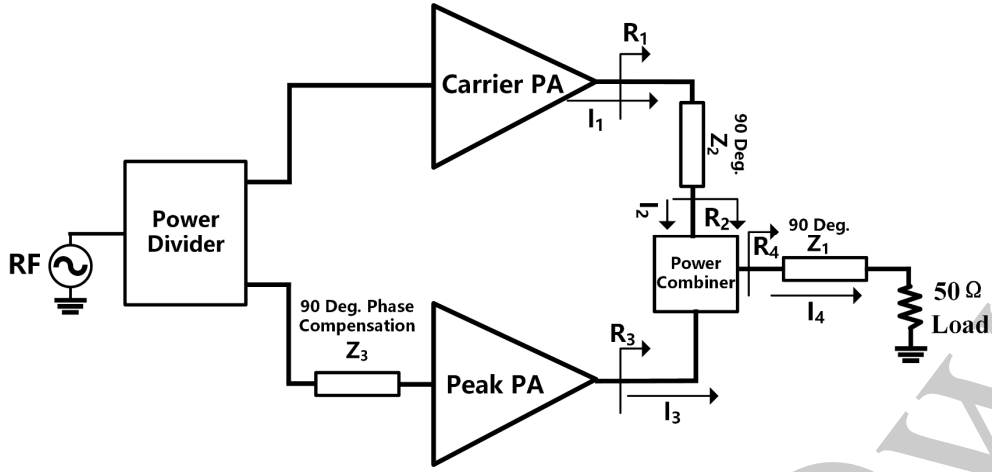 RF
Power
Divider
Carrier PA
R₁
I₁
90 Deg.
Z₂
I₂
R₂
Power
Combiner
R₄
90 Deg.
Z₁
I₄
50 Ω
Load
90 Deg. Phase
Compensation
Z₃
Peak PA
R₃
I₃